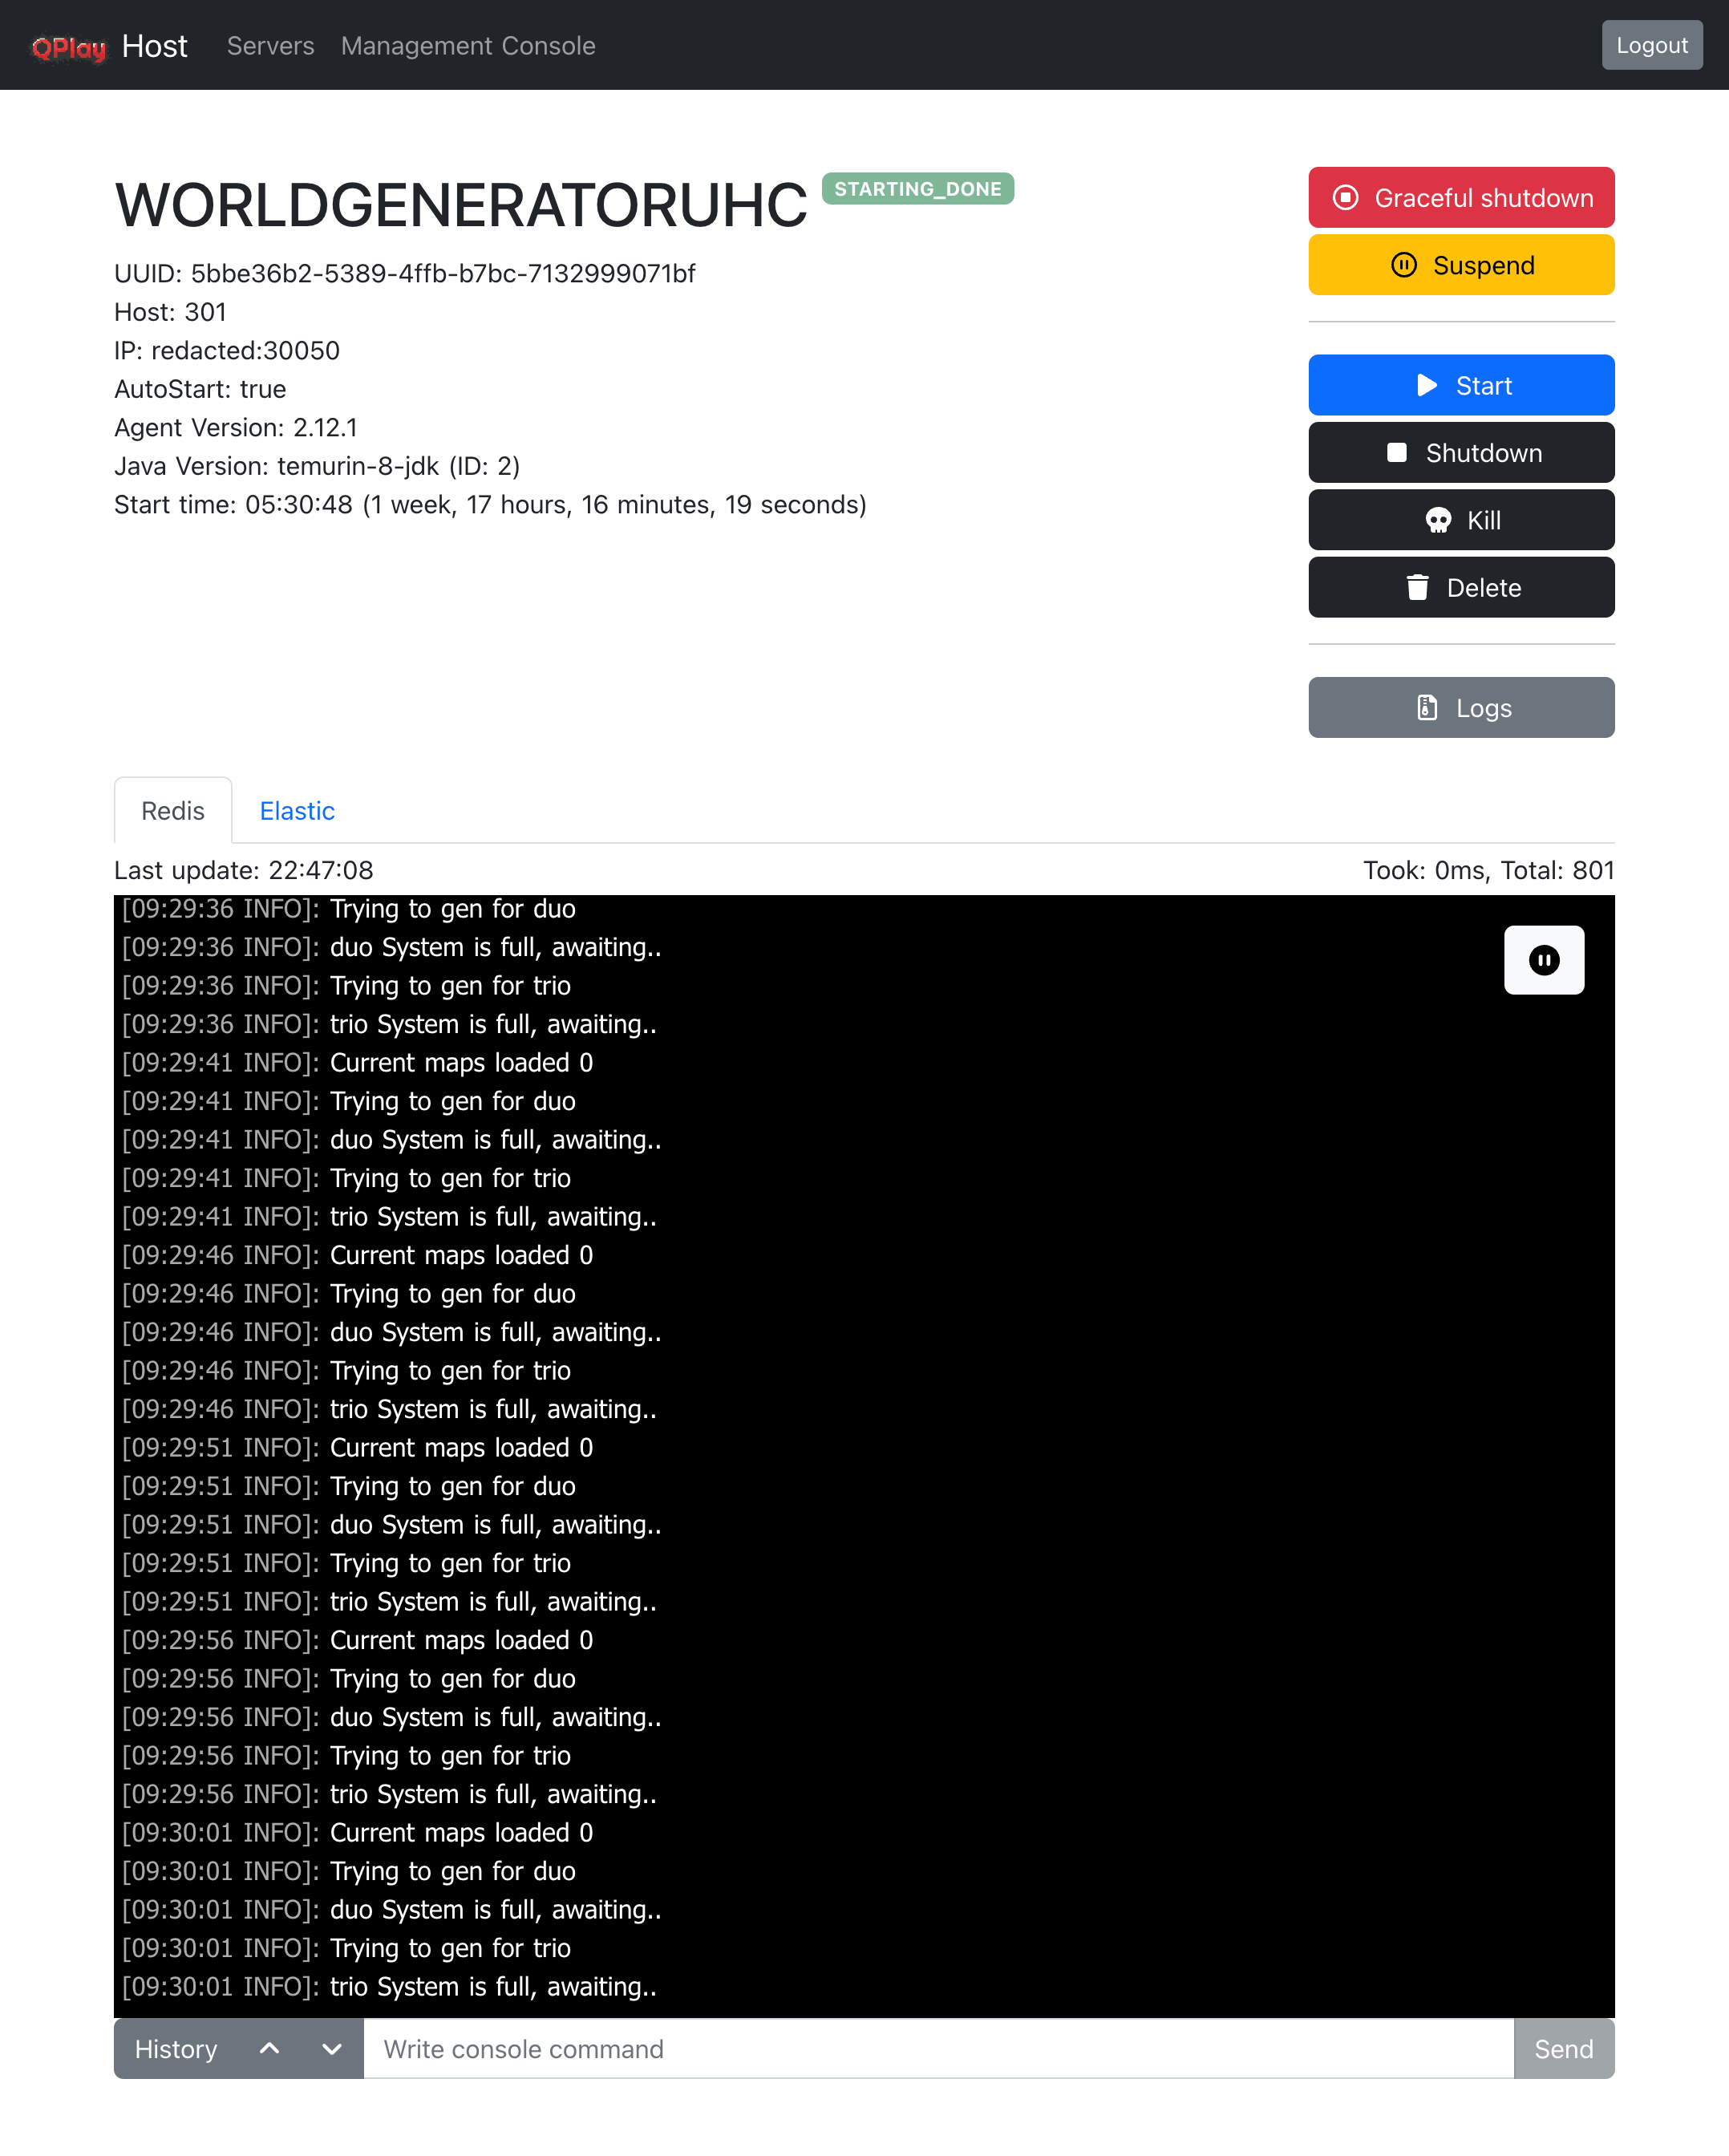 QPlay Host Servers Management Console Logout
WORLDGENERATORUHC STARTING_DONE
UUID: 5bbe36b2-5389-4ffb-b7bc-7132999071bf
Host: 301
IP: redacted:30050
AutoStart: true
Agent Version: 2.12.1
Java Version: temurin-8-jdk (ID: 2)
Start time: 05:30:48 (1 week, 17 hours, 16 minutes, 19 seconds)
Graceful shutdown
Suspend
Start
Shutdown
Kill
Delete
Logs
Redis Elastic
Last update: 22:47:08 Took: 0ms, Total: 801
[09:29:36 INFO]: Trying to gen for duo
[09:29:36 INFO]: duo System is full, awaiting..
[09:29:36 INFO]: Trying to gen for trio
[09:29:36 INFO]: trio System is full, awaiting..
[09:29:41 INFO]: Current maps loaded 0
[09:29:41 INFO]: Trying to gen for duo
[09:29:41 INFO]: duo System is full, awaiting..
[09:29:41 INFO]: Trying to gen for trio
[09:29:41 INFO]: trio System is full, awaiting..
[09:29:46 INFO]: Current maps loaded 0
[09:29:46 INFO]: Trying to gen for duo
[09:29:46 INFO]: duo System is full, awaiting..
[09:29:46 INFO]: Trying to gen for trio
[09:29:46 INFO]: trio System is full, awaiting..
[09:29:51 INFO]: Current maps loaded 0
[09:29:51 INFO]: Trying to gen for duo
[09:29:51 INFO]: duo System is full, awaiting..
[09:29:51 INFO]: Trying to gen for trio
[09:29:51 INFO]: trio System is full, awaiting..
[09:29:56 INFO]: Current maps loaded 0
[09:29:56 INFO]: Trying to gen for duo
[09:29:56 INFO]: duo System is full, awaiting..
[09:29:56 INFO]: Trying to gen for trio
[09:29:56 INFO]: trio System is full, awaiting..
[09:30:01 INFO]: Current maps loaded 0
[09:30:01 INFO]: Trying to gen for duo
[09:30:01 INFO]: duo System is full, awaiting..
[09:30:01 INFO]: Trying to gen for trio
[09:30:01 INFO]: trio System is full, awaiting..
History Write console command Send